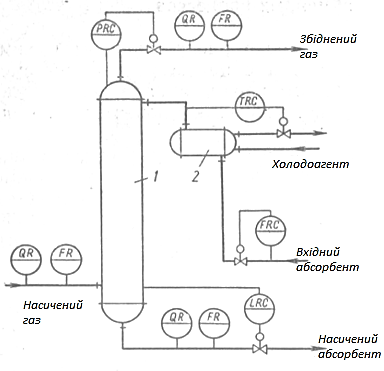 PRC
QR
FR
Збіднений
газ
TRC
1
2
Холодоагент
FRC
QR
FR
Вхідний
абсорбент
Насичений
газ
LRC
QR
FR
Насичений
абсорбент